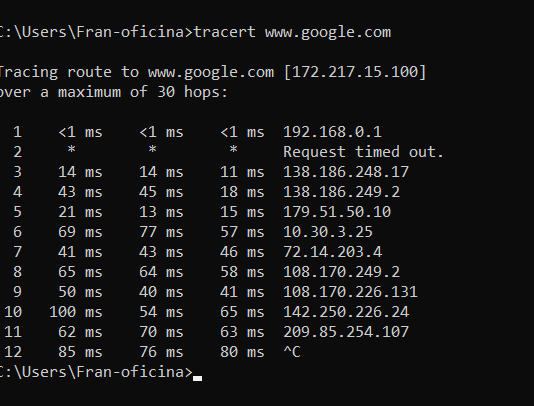 C:\Users\Fran-oficina>tracert www.google.com
Tracing route to www.google.com [172.217.15.100]
over a maximum of 30 hops:
1 <1 ms <1 ms <1 ms 192.168.0.1
2 * * * Request timed out.
3 14 ms 14 ms 11 ms 138.186.248.17
4 43 ms 45 ms 18 ms 138.186.249.2
5 21 ms 13 ms 15 ms 179.51.50.10
6 69 ms 77 ms 57 ms 10.30.3.25
7 41 ms 43 ms 46 ms 72.14.203.4
8 65 ms 64 ms 58 ms 108.170.249.2
9 50 ms 40 ms 41 ms 108.170.226.131
10 100 ms 54 ms 65 ms 142.250.226.24
11 62 ms 70 ms 63 ms 209.85.254.107
12 85 ms 76 ms 80 ms ^C
C:\Users\Fran-oficina>